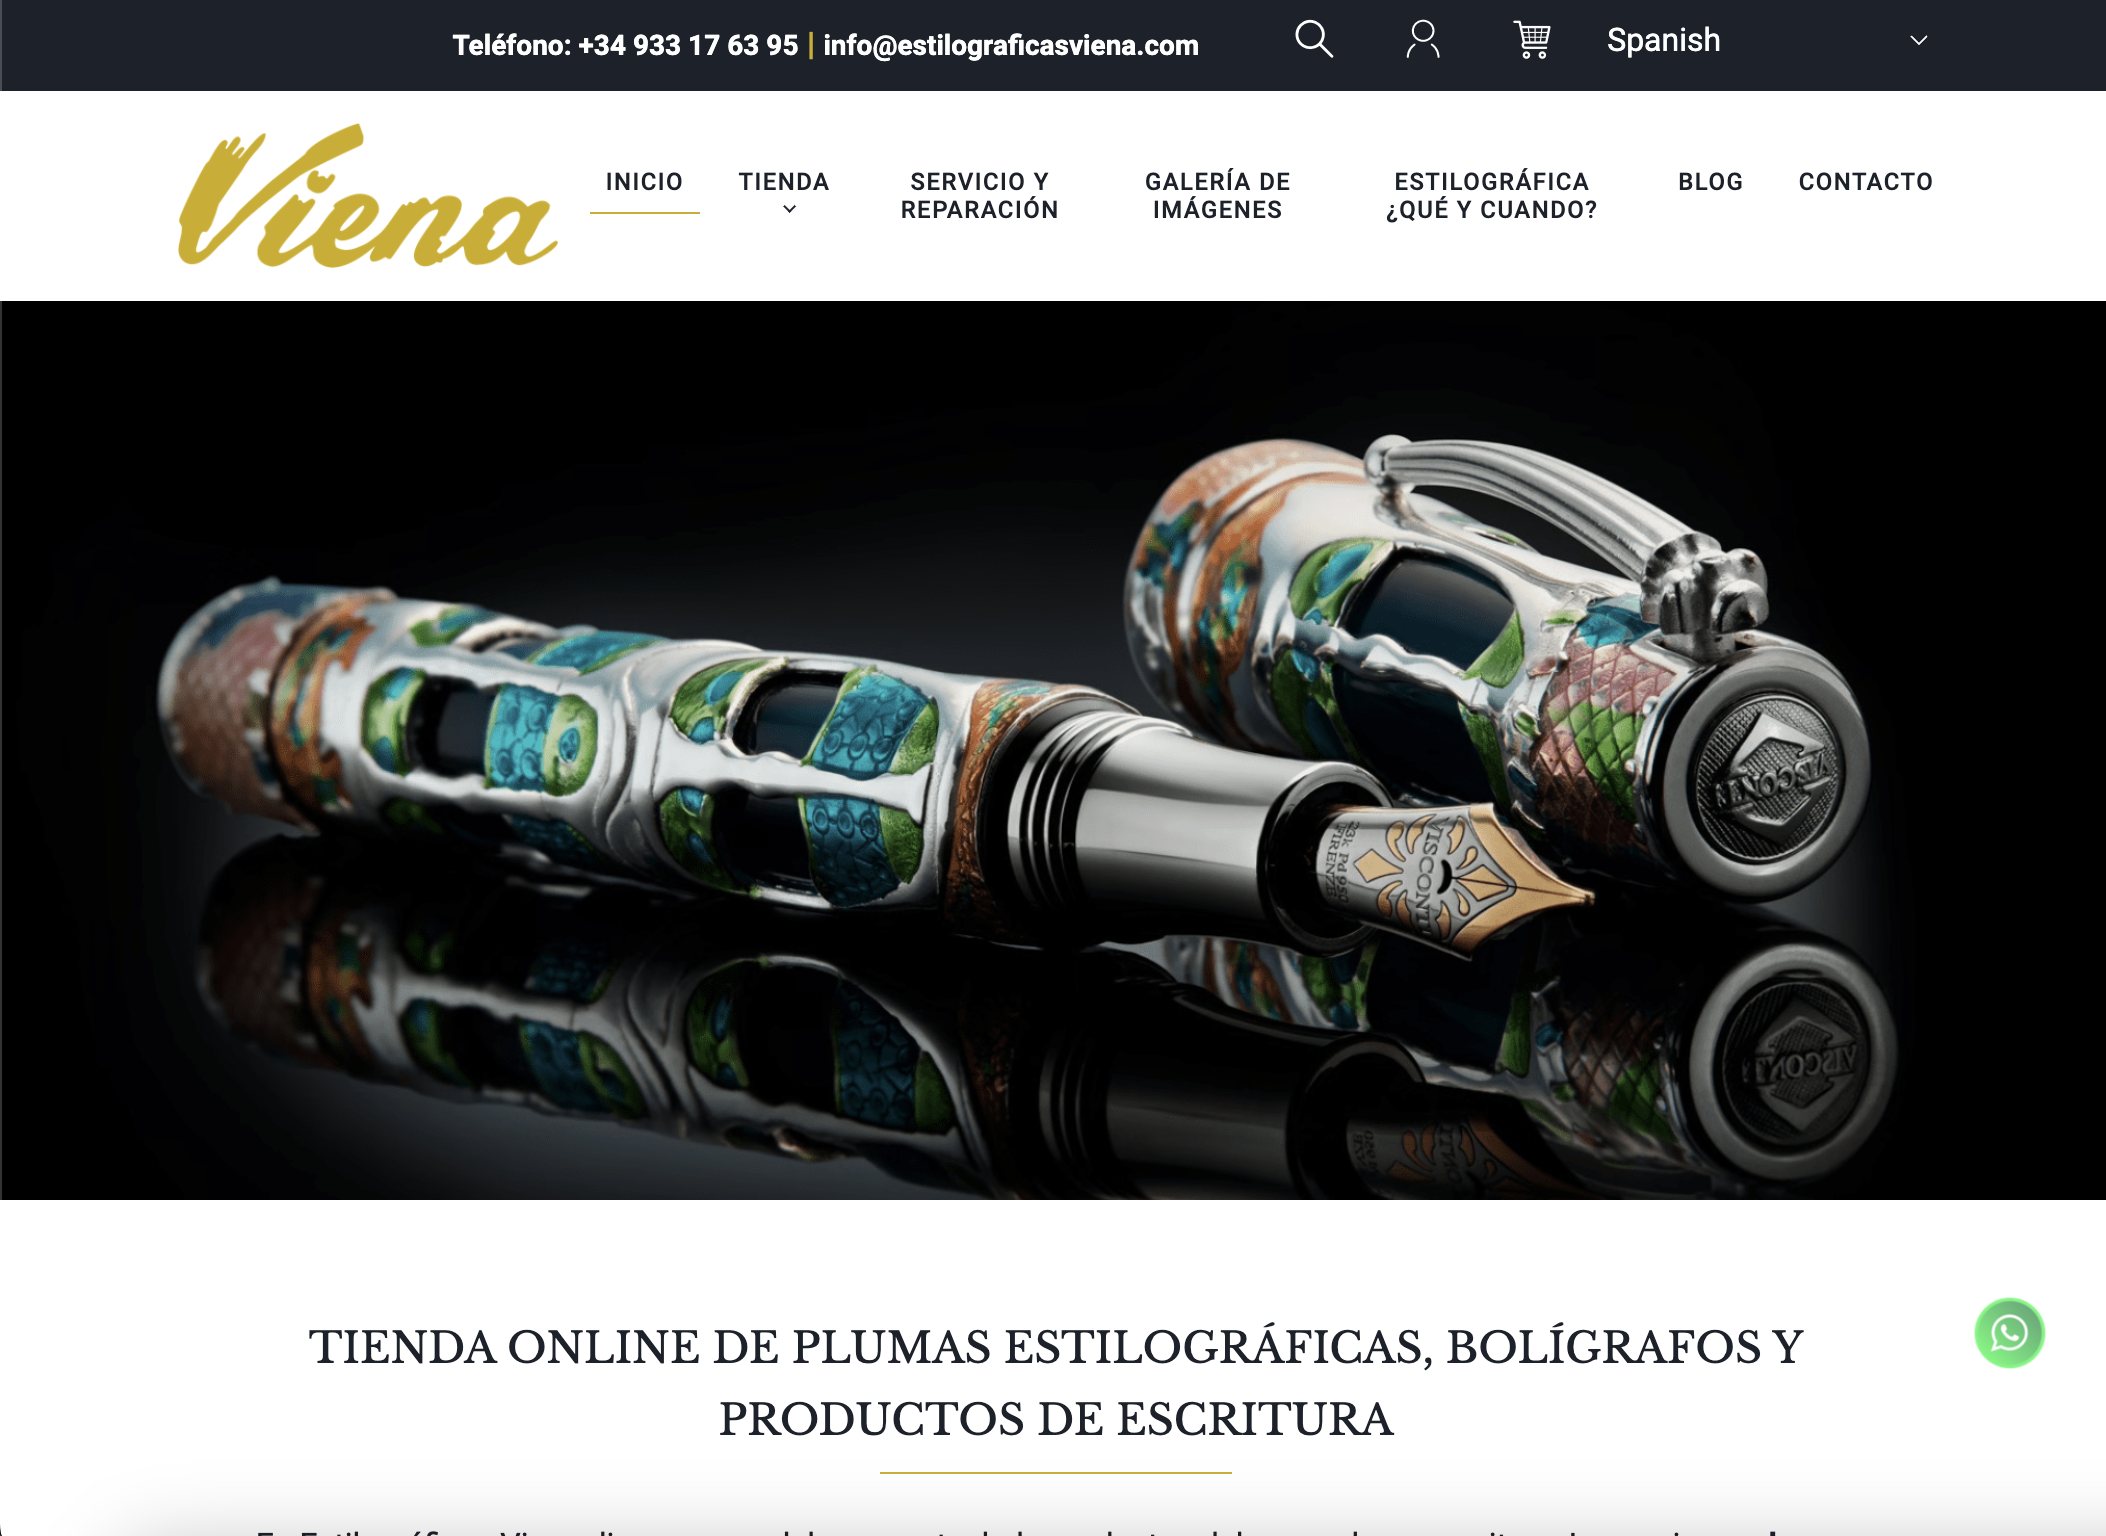 Teléfono: +34 933 17 63 95 | info@estilograficasviena.com
Spanish
Viena
INICIO
TIENDA
SERVICIO Y
REPARACIÓN
GALERÍA DE
IMÁGENES
ESTILOGRÁFICA
¿QUÉ Y CUANDO?
BLOG
CONTACTO
VISCONTI
23k Pd 950
FIRENZE
VISCONTI
TIENDA ONLINE DE PLUMAS ESTILOGRÁFICAS, BOLÍGRAFOS Y
PRODUCTOS DE ESCRITURA